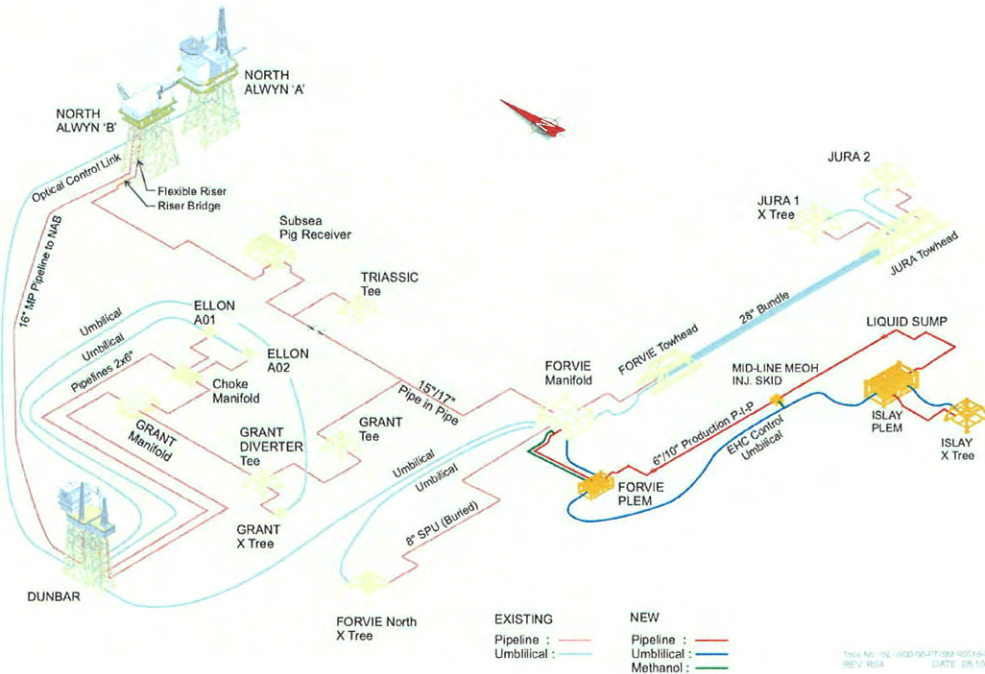 NORTH
ALWYN 'A'
NORTH
ALWYN 'B'
Optical Control Link
Flexible Riser
Riser Bridge
16" MP Pipeline to NAB
Subsea
Pig Receiver
TRIASSIC
Tee
JURA 2
JURA 1
X Tree
JURA Towhead
28" Bundle
Umbilical
Umbilical
Pipelines 2x6"
ELLON
A01
ELLON
A02
Choke
Manifold
GRANT
Manifold
GRANT
DIVERTER
Tee
GRANT
Tee
GRANT
X Tree
15"/17"
Pipe in Pipe
FORVIE
Manifold
FORVIE Towhead
LIQUID SUMP
MID-LINE MEOH
INJ. SKID
6"/10" Production P-I-P
EHC Control
Umbilical
ISLAY
PLEM
ISLAY
X Tree
Umbilical
Umbilical
8" SPU (Buried)
FORVIE
PLEM
DUNBAR
FORVIE North
X Tree
EXISTING
Pipeline :
Umblilical :
NEW
Pipeline :
Umblilical :
Methanol :
REV: R04